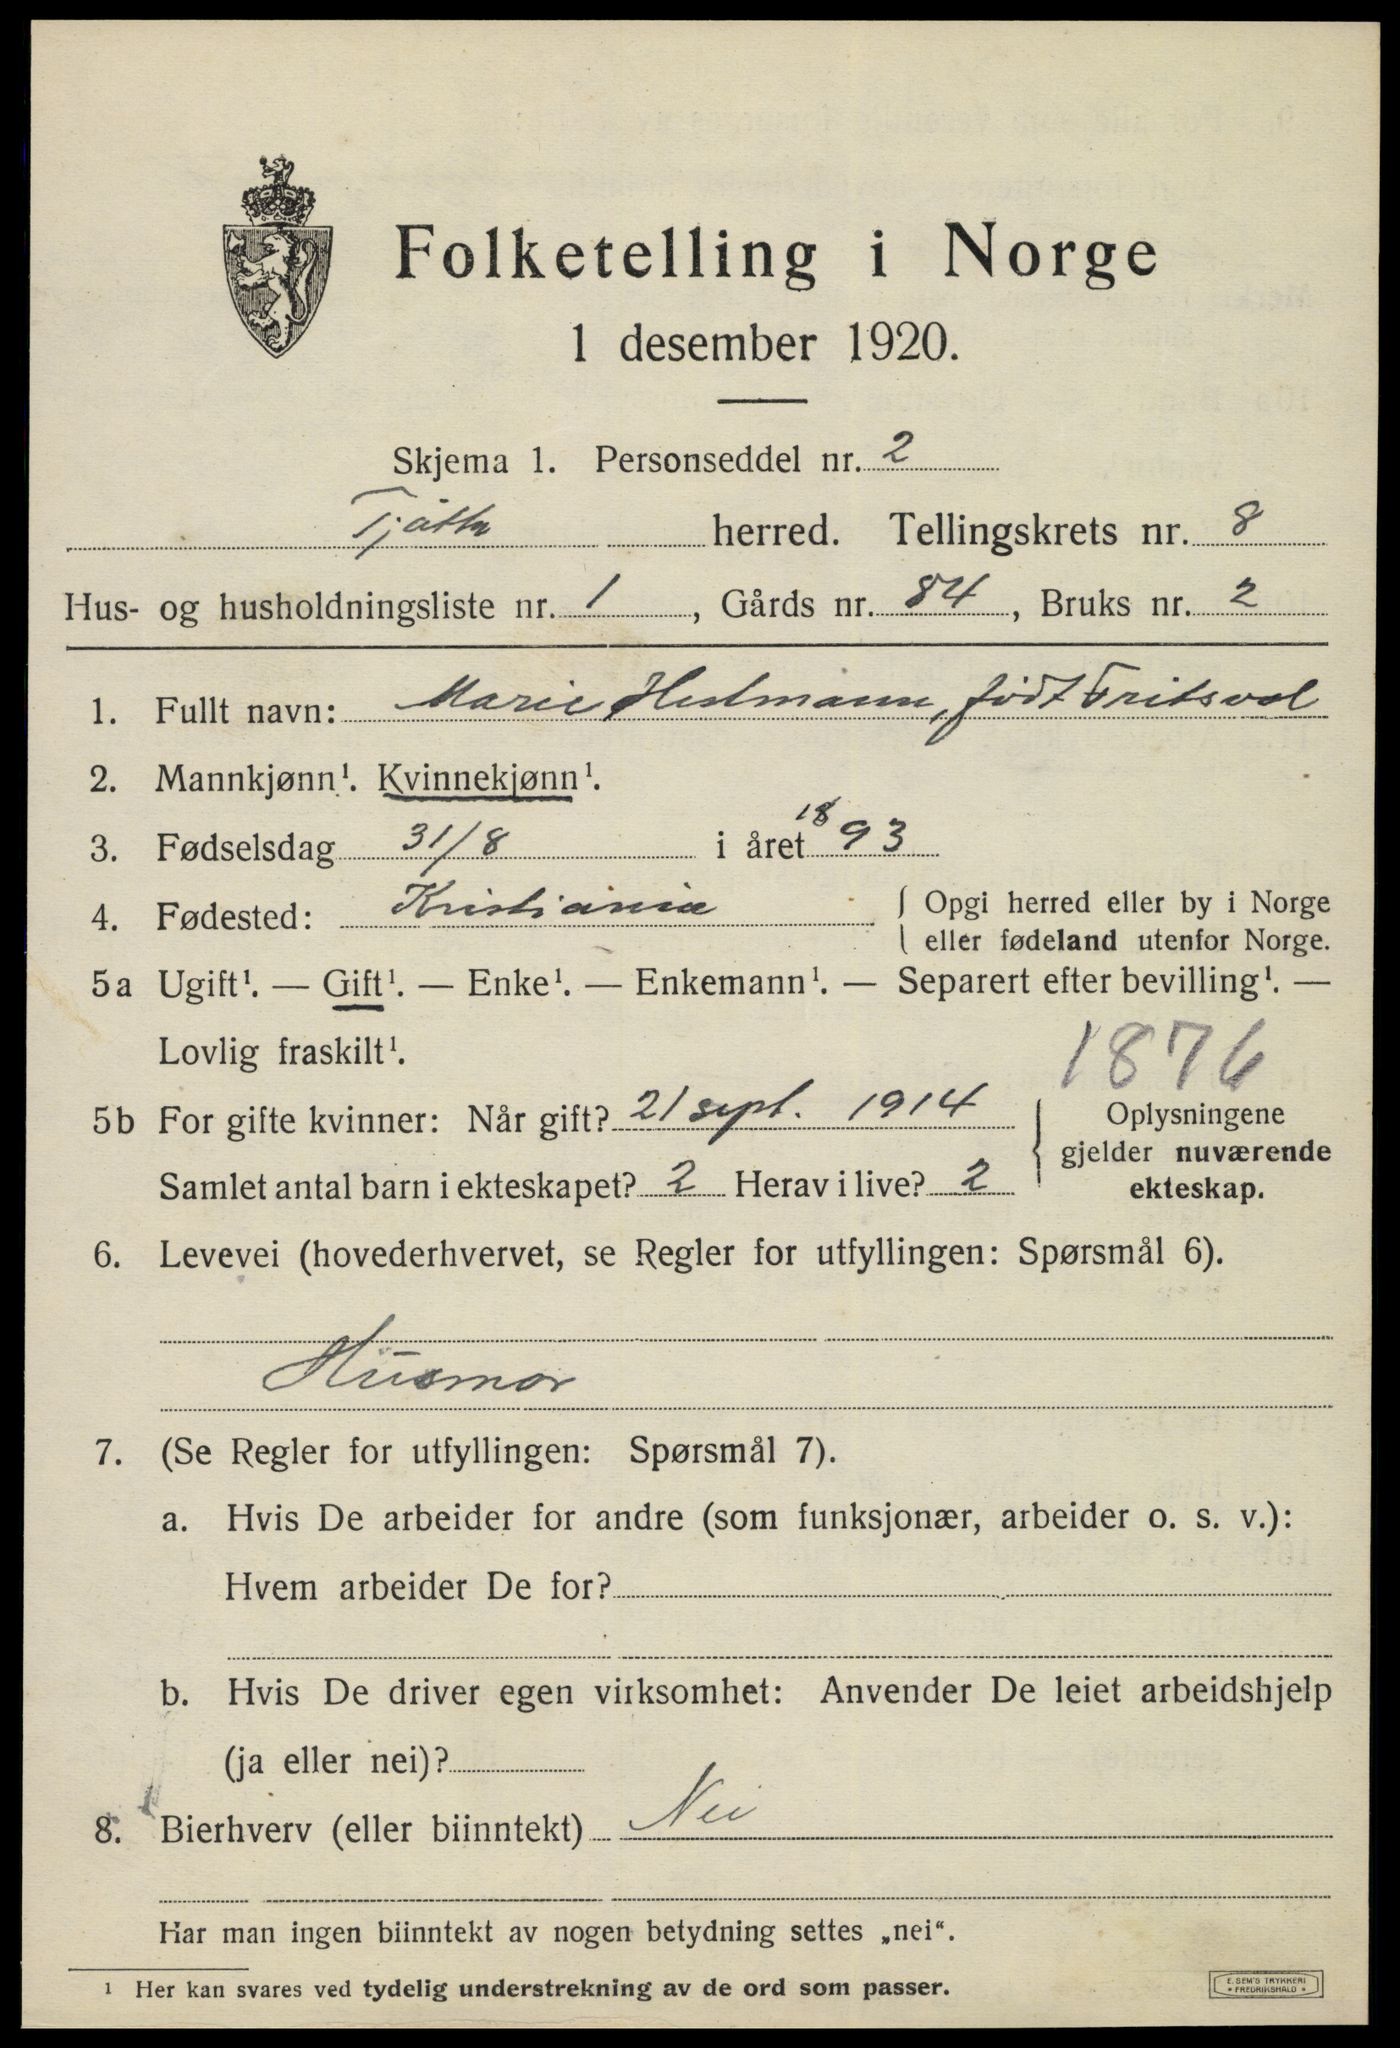 Folketelling i Norge
1 desember 1920.
Skjema 1. Personseddel nr. 2
Tjøtta herred. Tellingskrets nr. 8
Hus- og husholdningsliste nr. 1, Gårds nr. 84, Bruks nr. 2
1. Fullt navn: Marie Hestmann, født Fritsvol
2. Mannkjønn¹. Kvinnekjønn¹.
3. Fødselsdag 31/8 i året 1893
4. Fødested: Kristiania { Opgi herred eller by i Norge
eller fødeland utenfor Norge.
5a Ugift¹. — Gift¹. — Enke¹. — Enkemann¹. — Separert efter bevilling¹. —
Lovlig fraskilt¹.
1876
5b For gifte kvinner: Når gift? 21 sept. 1914
Samlet antal barn i ekteskapet? 2 Herav i live? 2
{ Oplysningene
gjelder nuværende
ekteskap.
6. Levevei (hovederhvervet, se Regler for utfyllingen: Spørsmål 6).
Husmor
7. (Se Regler for utfyllingen: Spørsmål 7).
a. Hvis De arbeider for andre (som funksjonær, arbeider o. s. v.):
Hvem arbeider De for?
b. Hvis De driver egen virksomhet: Anvender De leiet arbeidshjelp
(ja eller nei)?
8. Bierhverv (eller biinntekt) Nei
Har man ingen biinntekt av nogen betydning settes „nei“.
¹ Her kan svares ved tydelig understrekning av de ord som passer.
E. SEM'S TRYKKERI
* FREDRIKSHALD *